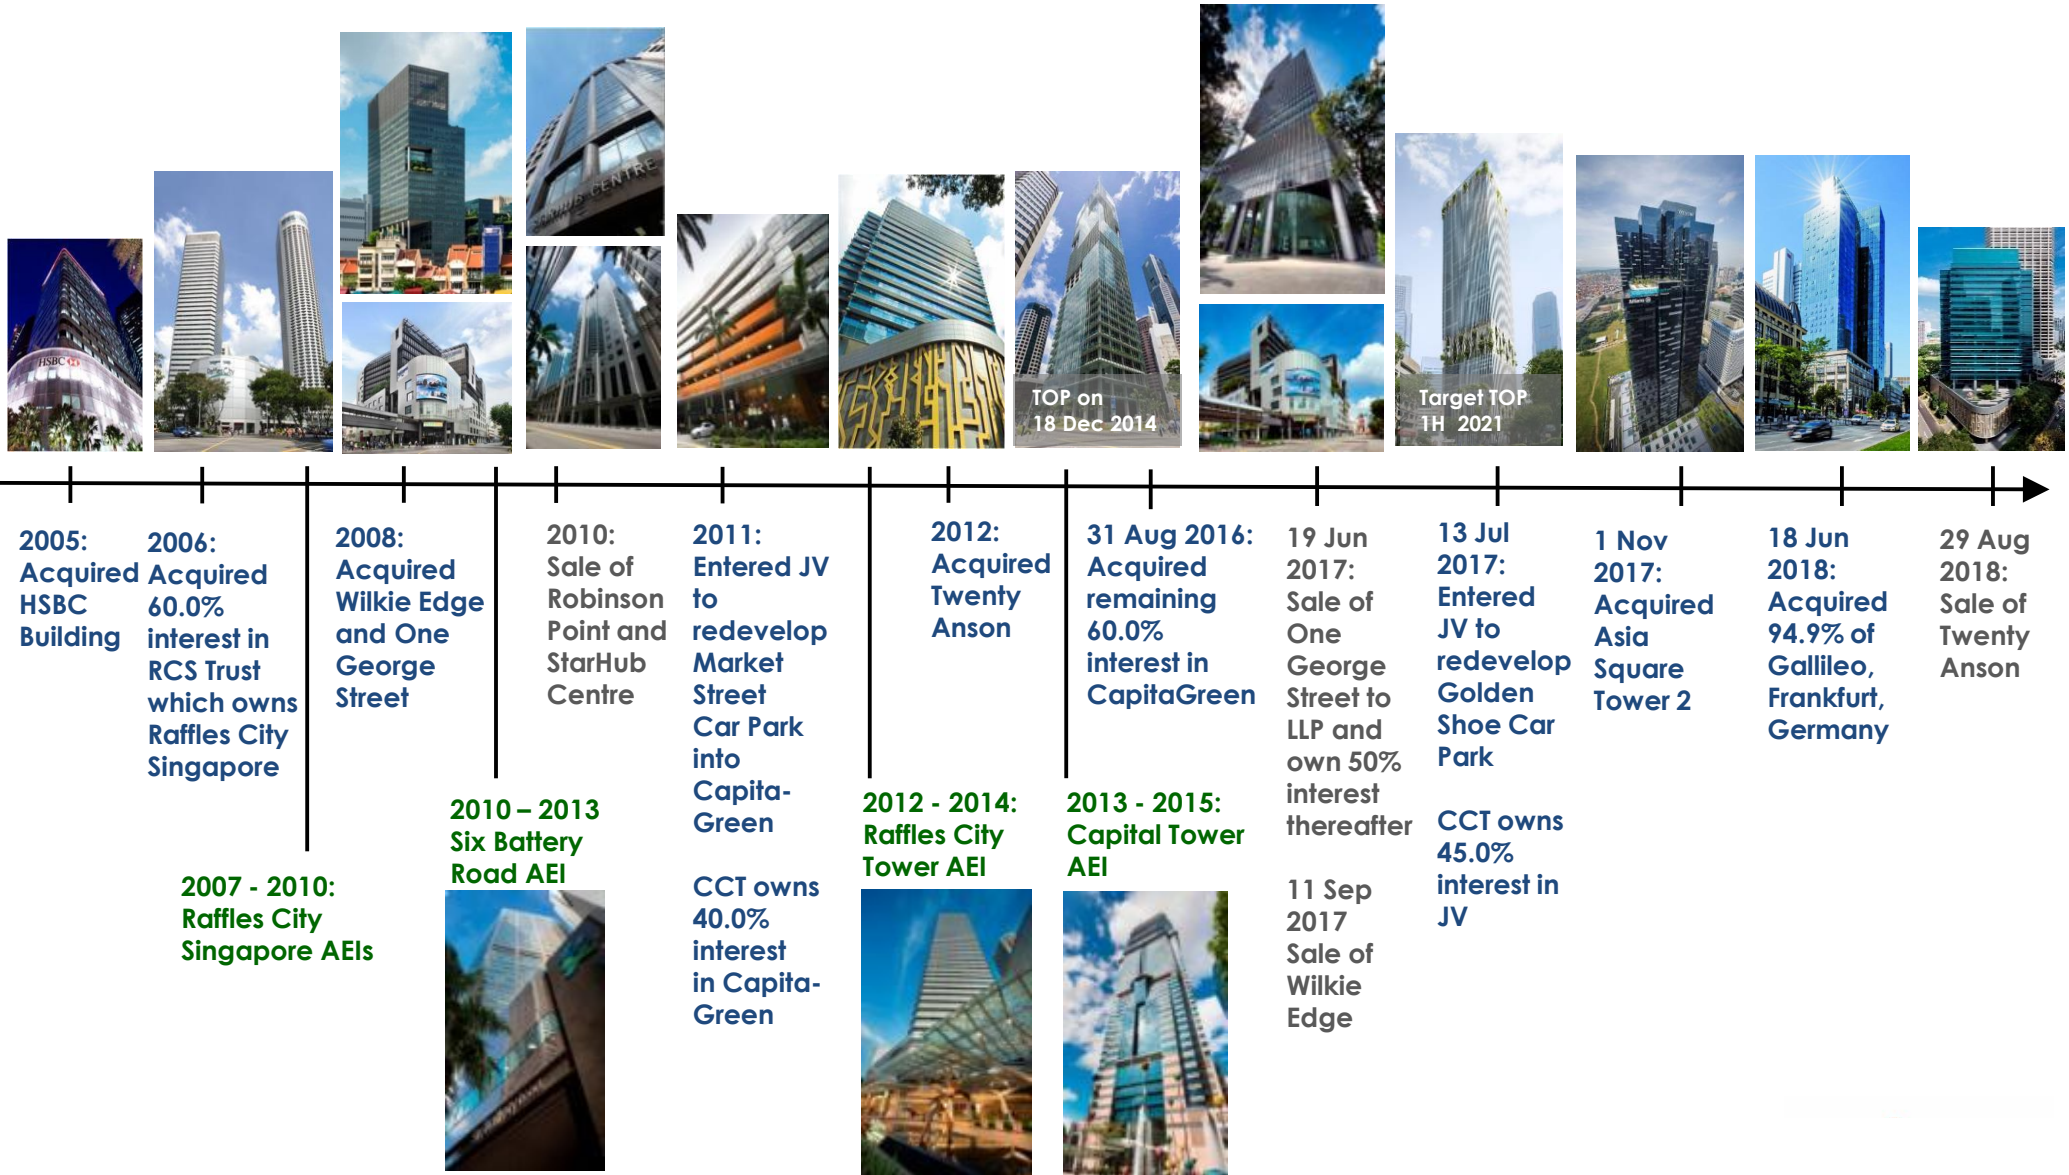 HSBC
STARHUB CENTRE
TOP on
18 Dec 2014
Target TOP
1H 2021
2005:
Acquired
HSBC
Building
2006:
Acquired
60.0%
interest in
RCS Trust
which owns
Raffles City
Singapore
2008:
Acquired
Wilkie Edge
and One
George
Street
2010:
Sale of
Robinson
Point and
StarHub
Centre
2011:
Entered JV
to
redevelop
Market
Street
Car Park
into
Capita-
Green
CCT owns
40.0%
interest
in Capita-
Green
2012:
Acquired
Twenty
Anson
31 Aug 2016:
Acquired
remaining
60.0%
interest in
CapitaGreen
19 Jun
2017:
Sale of
One
George
Street to
LLP and
own 50%
interest
thereafter
11 Sep
2017
Sale of
Wilkie
Edge
13 Jul
2017:
Entered
JV to
redevelop
Golden
Shoe Car
Park
CCT owns
45.0%
interest in
JV
1 Nov
2017:
Acquired
Asia
Square
Tower 2
18 Jun
2018:
Acquired
94.9% of
Gallileo,
Frankfurt,
Germany
29 Aug
2018:
Sale of
Twenty
Anson
2007 - 2010:
Raffles City
Singapore AEIs
2010 – 2013
Six Battery
Road AEI
2012 - 2014:
Raffles City
Tower AEI
2013 - 2015:
Capital Tower
AEI